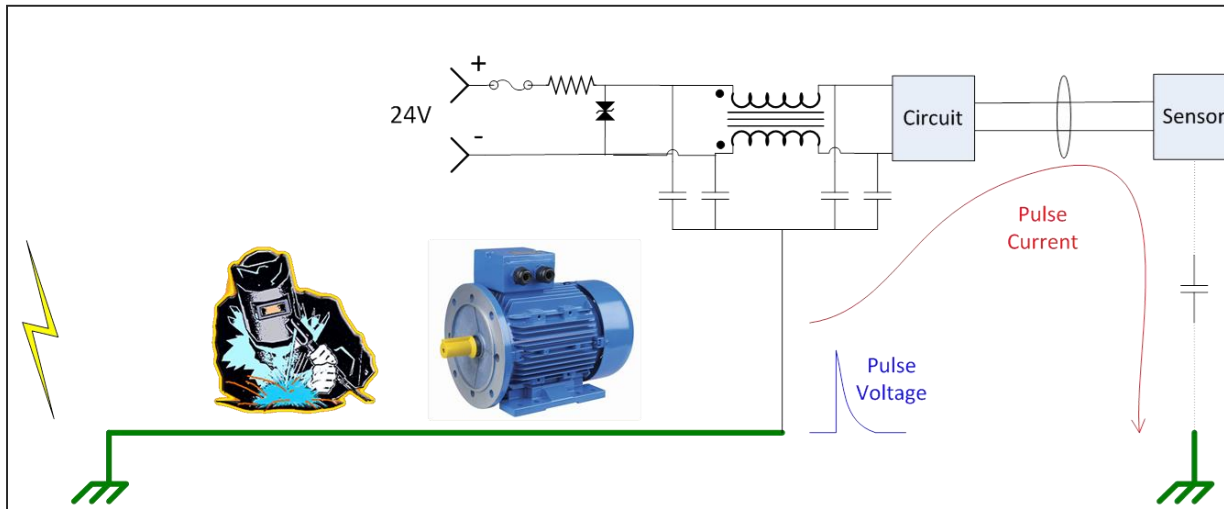 +
24V
-
Circuit
Sensor
Pulse
Current
Pulse
Voltage